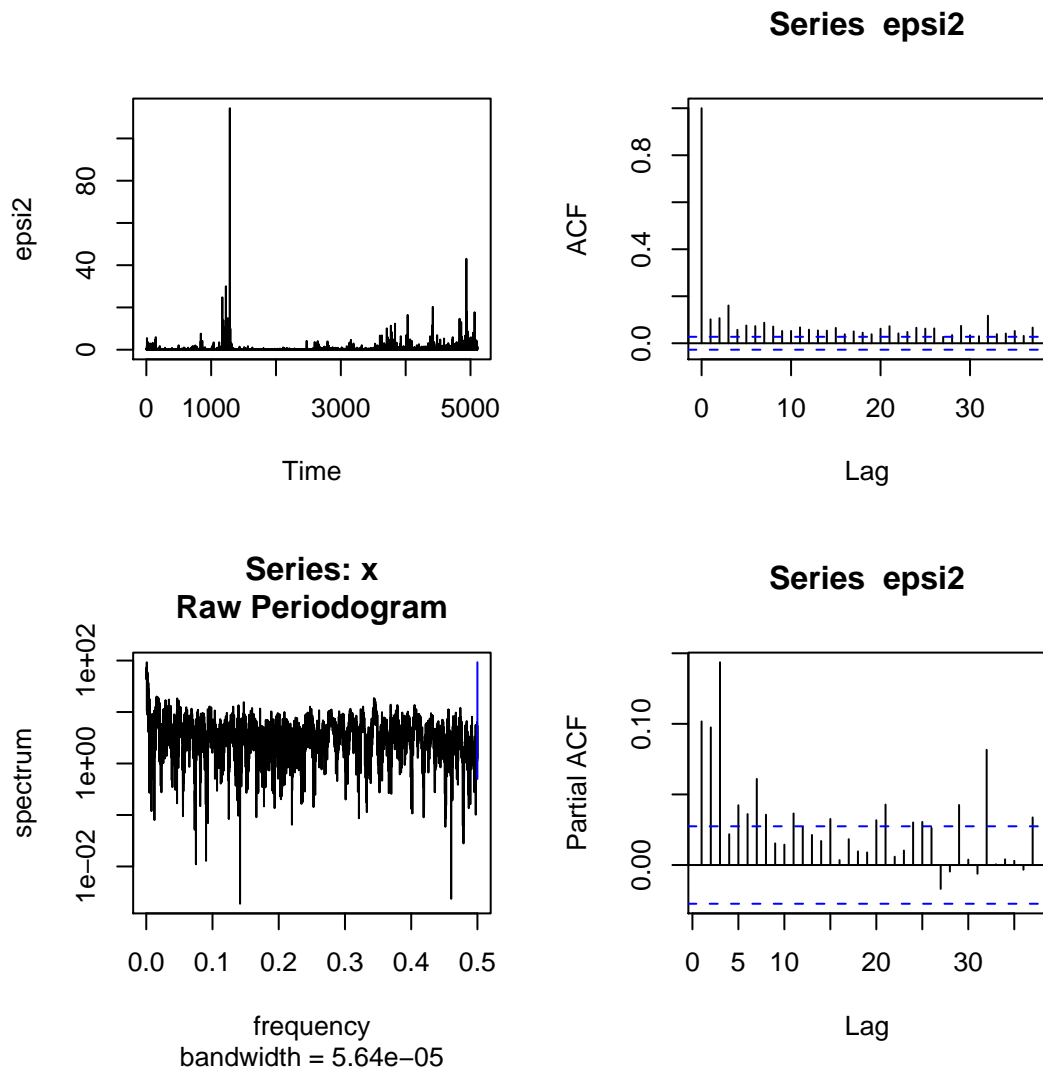 epsi2
0 40 80
0 1000 3000 5000
Time
Series epsi2
ACF
0.0 0.4 0.8
0 10 20 30
Lag
Series: x
Raw Periodogram
spectrum
1e−02 1e+00 1e+02
0.0 0.1 0.2 0.3 0.4 0.5
frequency
bandwidth = 5.64e−05
Series epsi2
Partial ACF
0.00 0.10
0 5 10 20 30
Lag